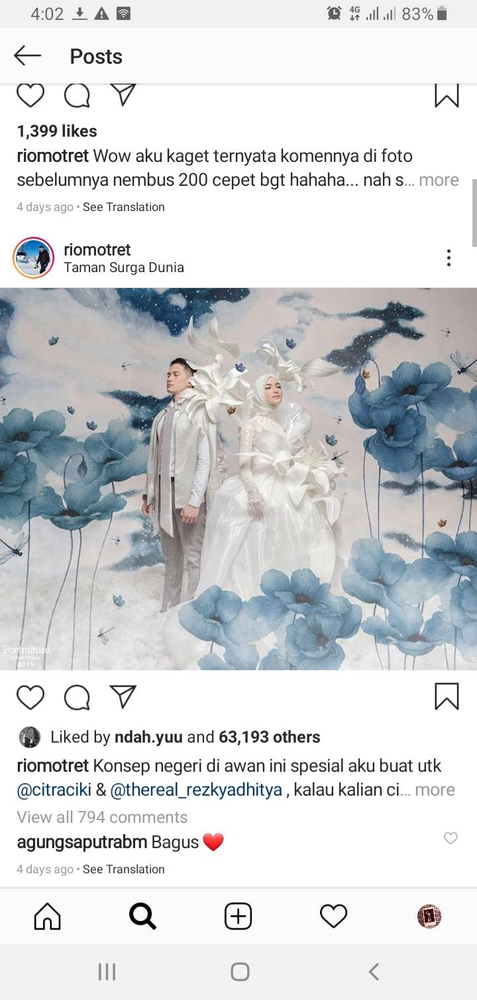 4:02
4G
83%
Posts
1,399 likes
riomotret Wow aku kaget ternyata komennya di foto
sebelumnya nembus 200 cepet bgt hahaha... nah s... more
4 days ago • See Translation
riomotret
Taman Surga Dunia
Portraiture
2019
Liked by ndah.yuu and 63,193 others
riomotret Konsep negeri di awan ini spesial aku buat utk
@citraciki & @thereal_rezkyadhitya , kalau kalian ci... more
View all 794 comments
agungsaputrabm Bagus ❤️
4 days ago • See Translation